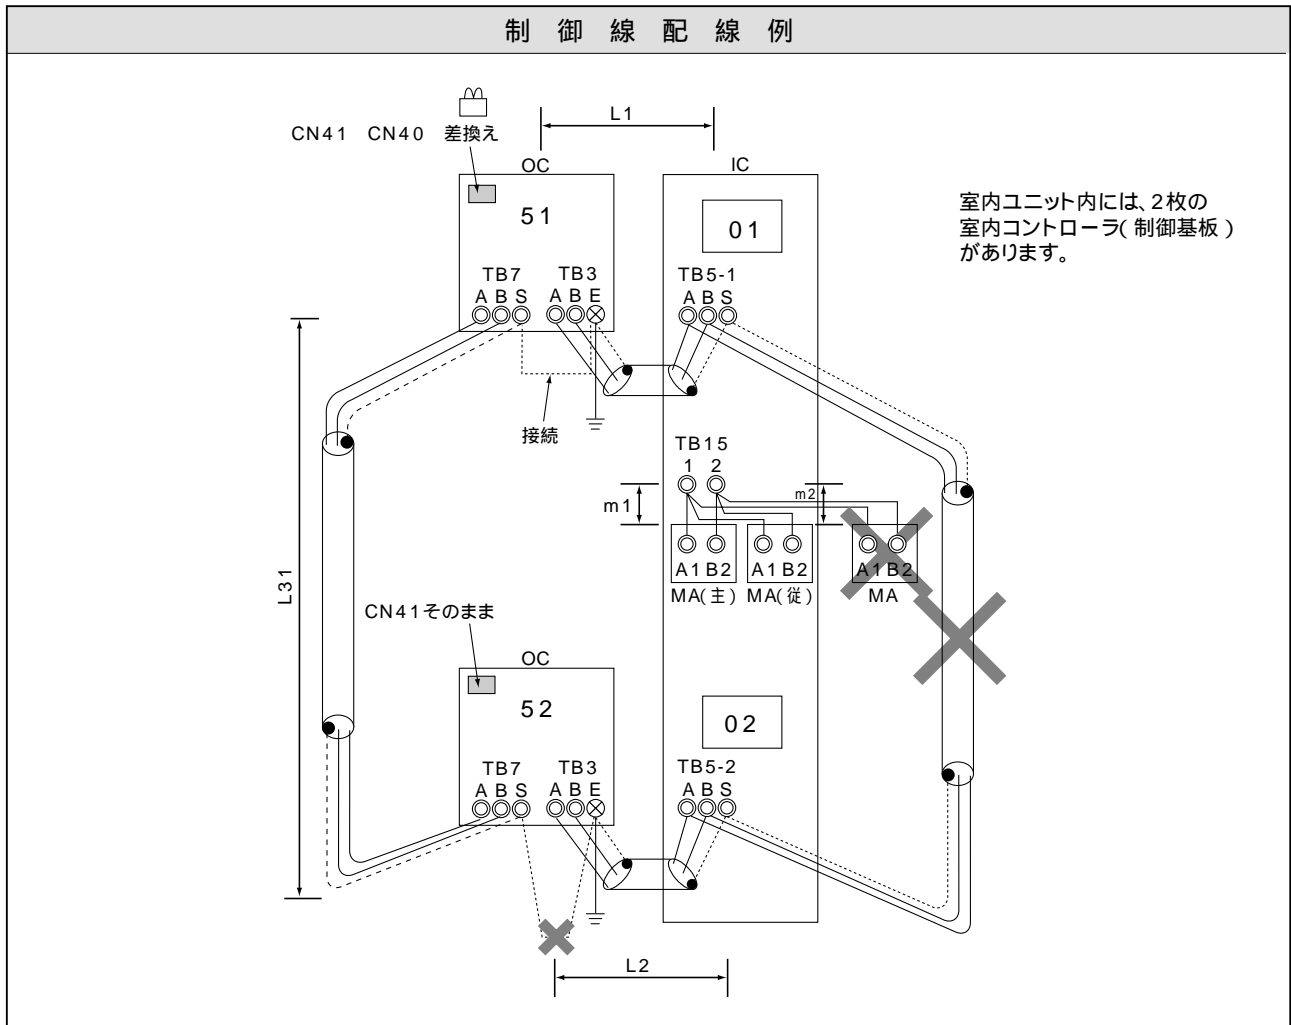 制御線配線例
CN41 CN40 差換え
L1
OC
IC
51
01
室内ユニット内には、2枚の
室内コントローラ(制御基板)
があります。
TB7 TB3
A B S A B E
TB5-1
A B S
接続
TB15
1 2
m1
m2
A1 B2
MA(主)
A1 B2
MA(従)
A1 B2
MA
L31
CN41そのまま
OC
52
02
TB7 TB3
A B S A B E
TB5-2
A B S
L2